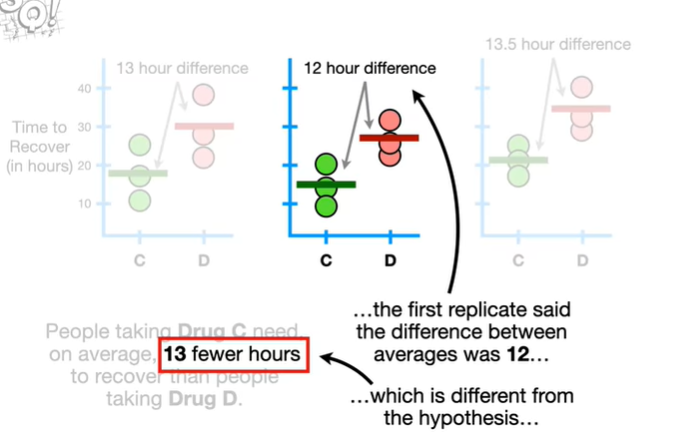 SQ!
13 hour difference
12 hour difference
13.5 hour difference
Time to
Recover
(in hours)
40
30
20
10
C D
C D
C D
People taking Drug C need,
on average, 13 fewer hours
to recover than people
taking Drug D.
…the first replicate said
the difference between
averages was 12…
…which is different from
the hypothesis…